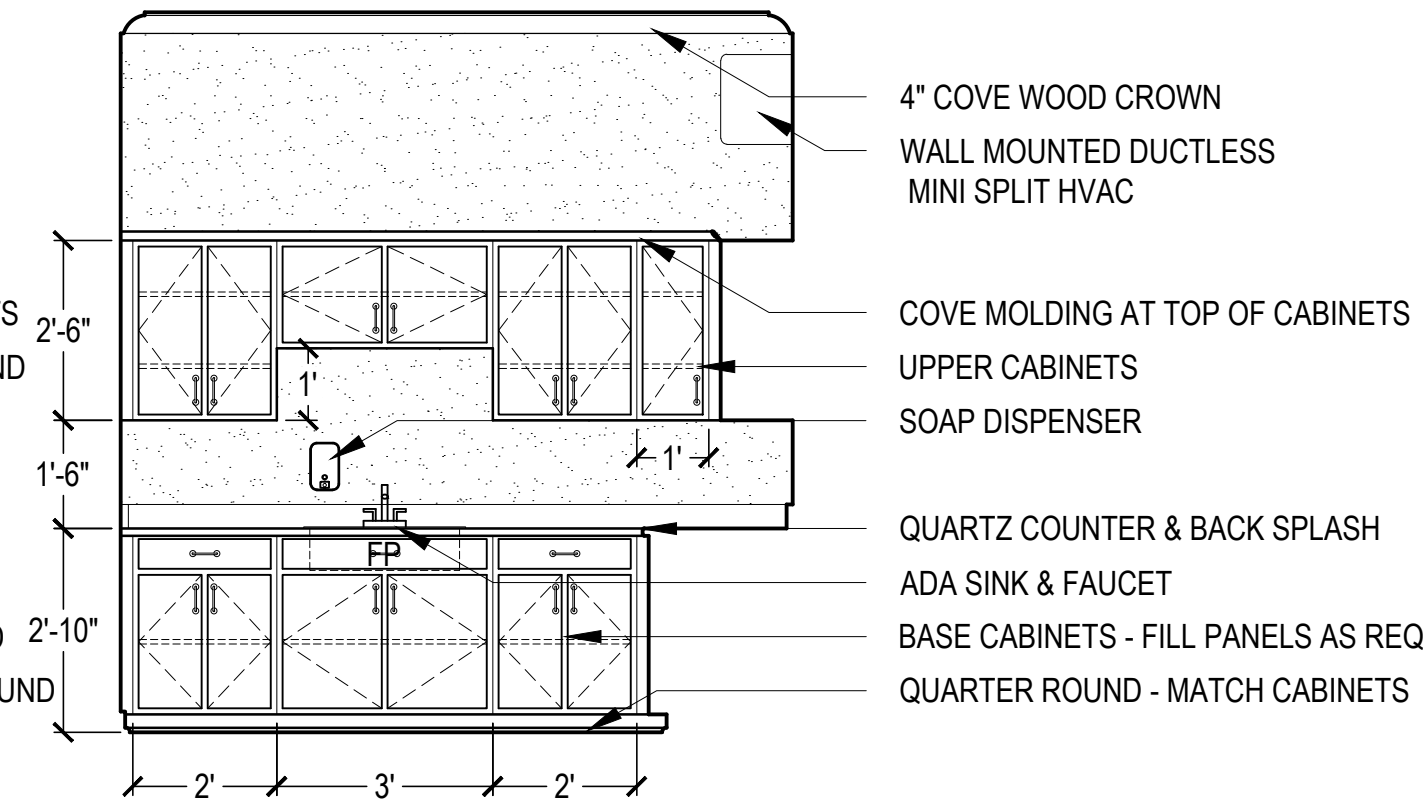 4" COVE WOOD CROWN
WALL MOUNTED DUCTLESS
MINI SPLIT HVAC
COVE MOLDING AT TOP OF CABINETS
UPPER CABINETS
SOAP DISPENSER
QUARTZ COUNTER & BACK SPLASH
ADA SINK & FAUCET
BASE CABINETS - FILL PANELS AS REQ
QUARTER ROUND - MATCH CABINETS
2'-6"
1'
1'-6"
1'
FP
2'-10"
2'
3'
2'